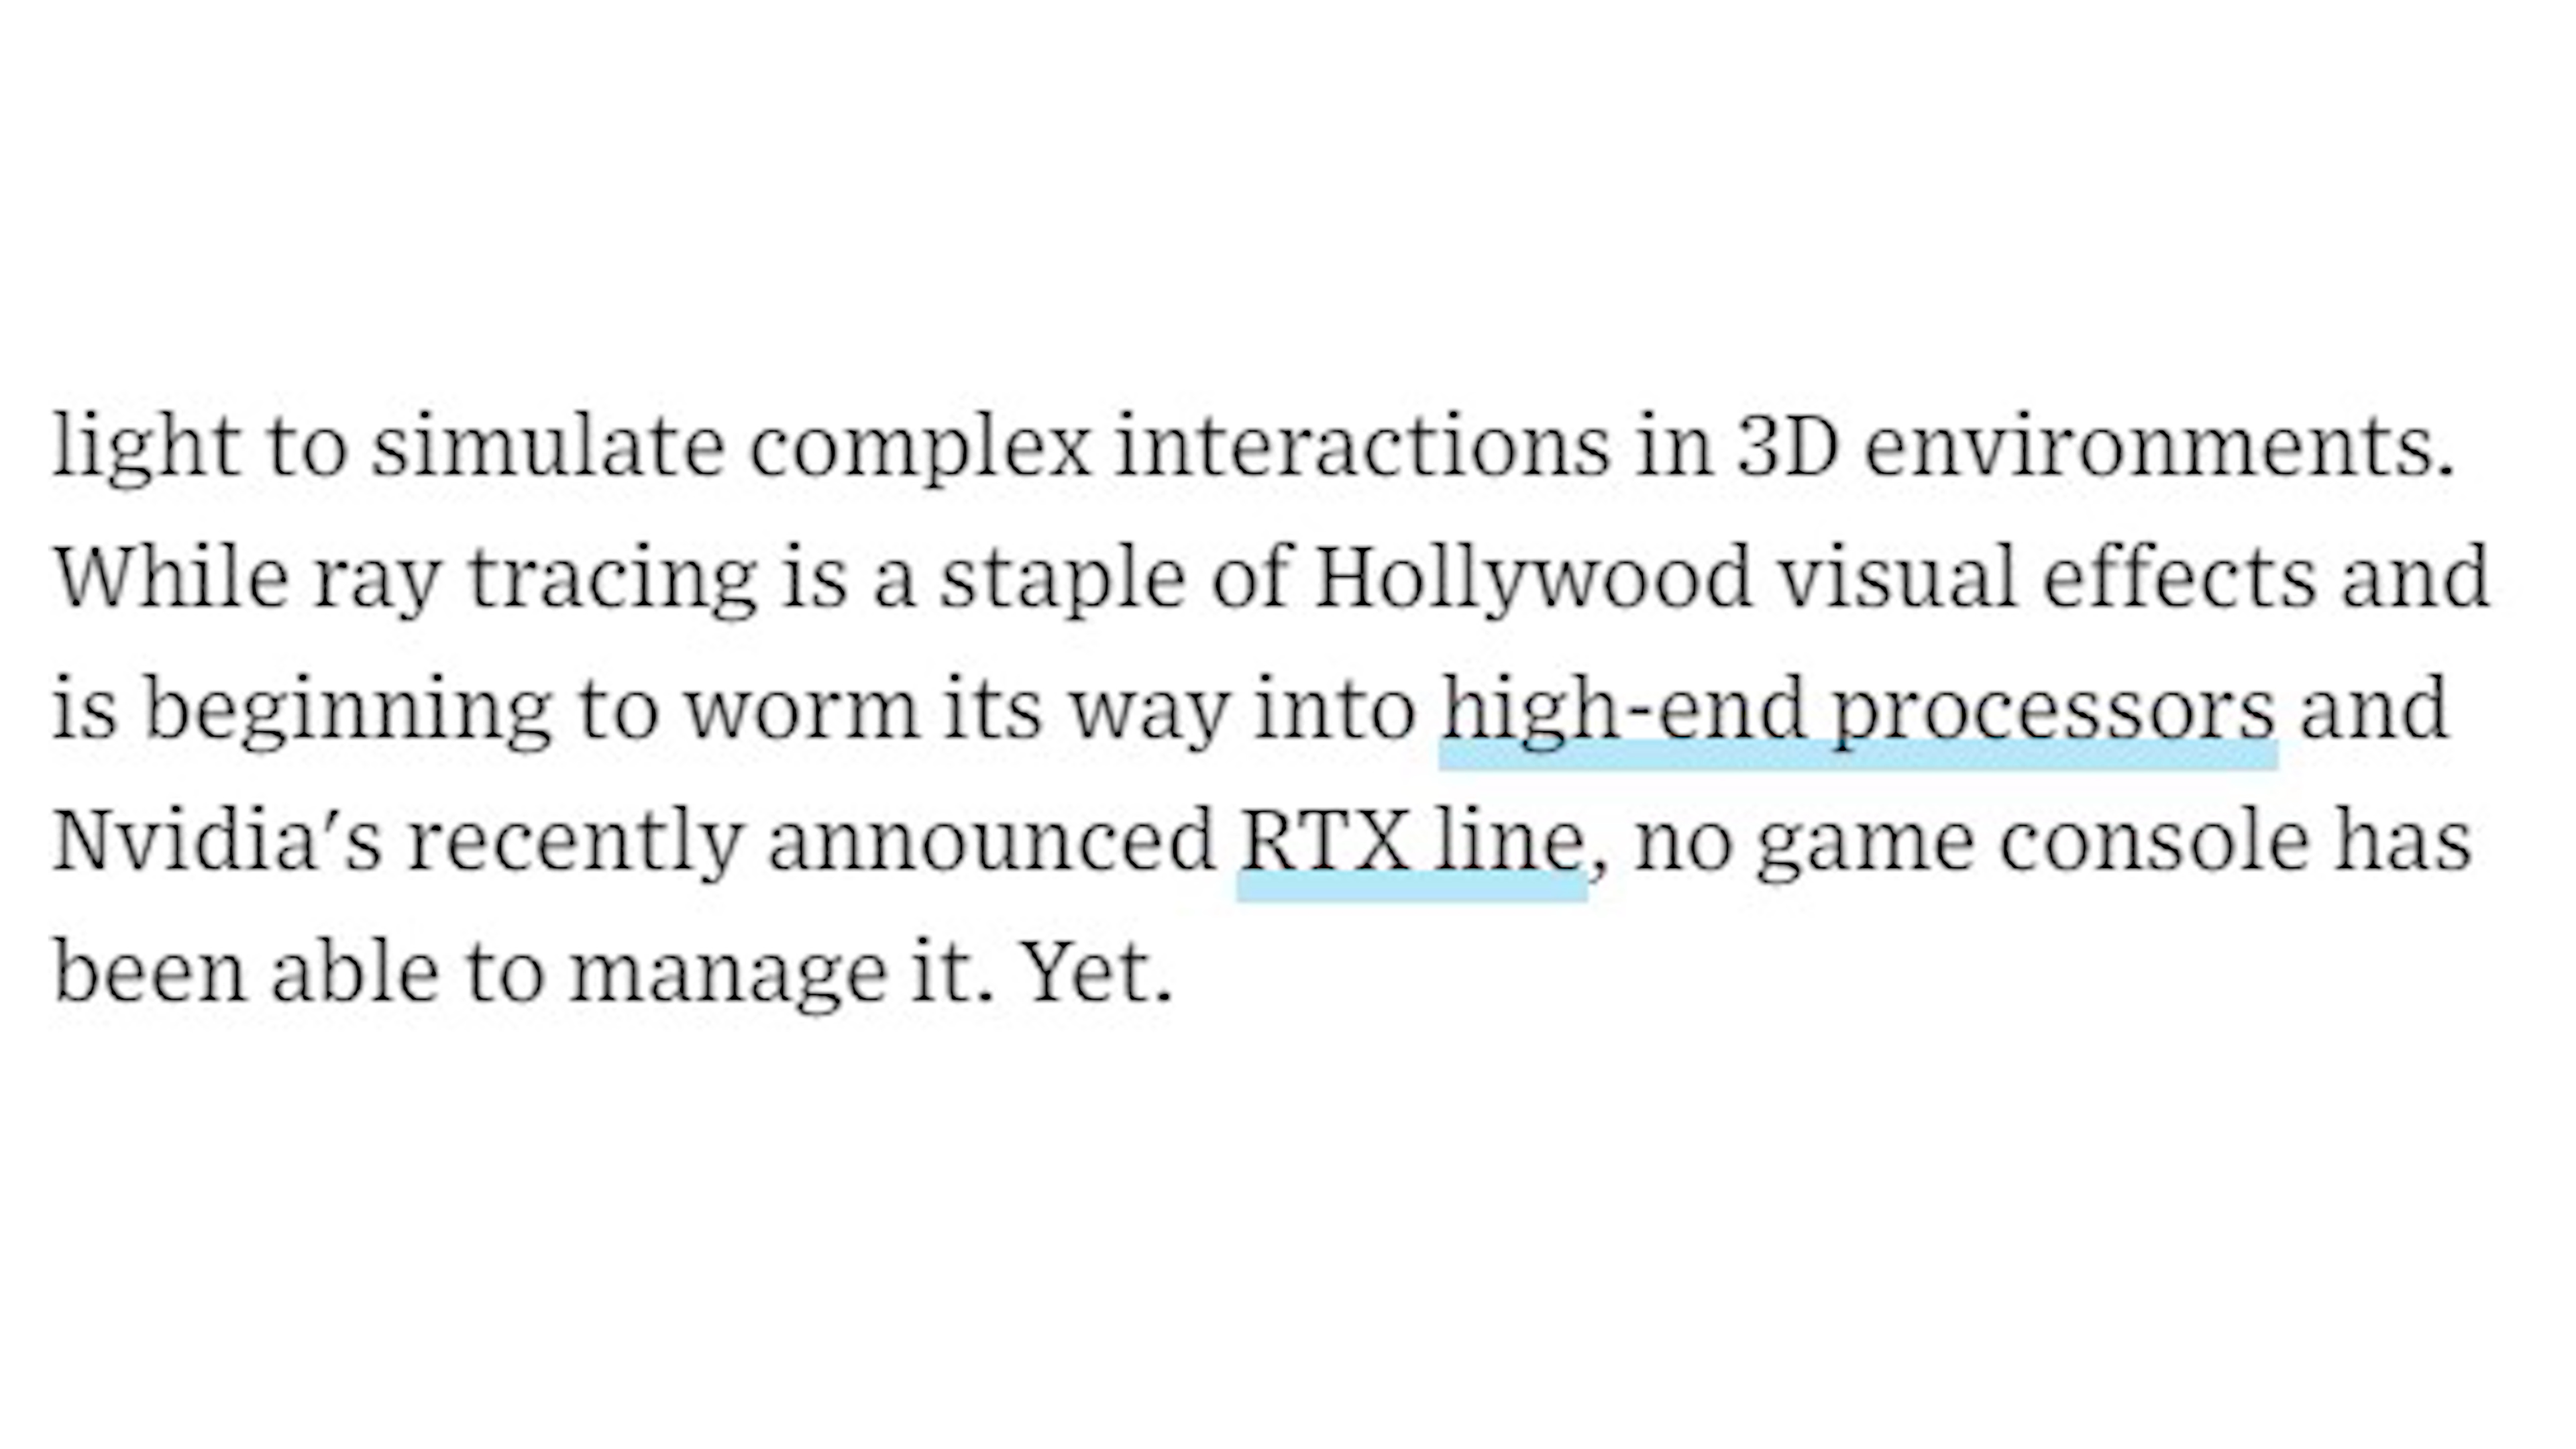 light to simulate complex interactions in 3D environments.
While ray tracing is a staple of Hollywood visual effects and
is beginning to worm its way into high-end processors and
Nvidia's recently announced RTX line, no game console has
been able to manage it. Yet.